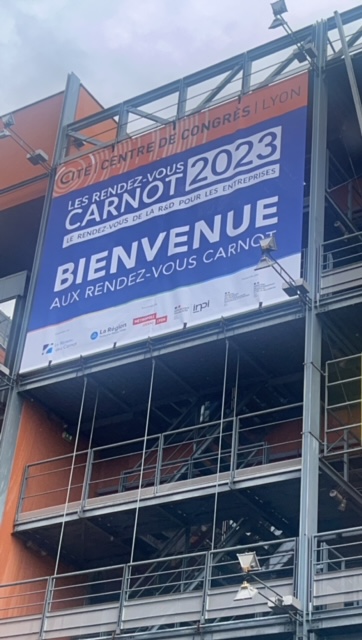 CITE CENTRE DE CONGRÈS | LYON
LES RENDEZ-VOUS
CARNOT 2023
LE RENDEZ-VOUS DE LA R&D POUR LES ENTREPRISES
BIENVENUE
AUX RENDEZ-VOUS CARNOT
La Région
inpi